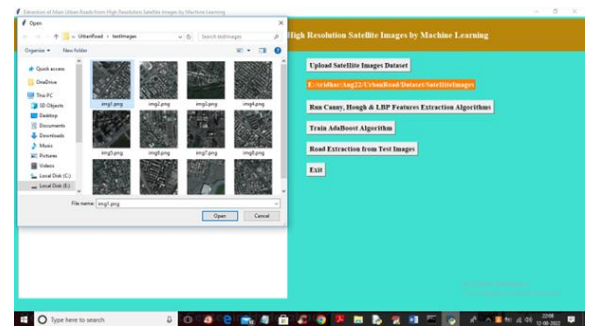 Extraction of Main Urban Roads from High Resolution Satellite Images by Machine Learning
Open
High Resolution Satellite Images by Machine Learning
UrbanRoad > testImages
Search testImages
Organize
New folder
Quick access
OneDrive
This PC
3D Objects
Desktop
Documents
Downloads
Music
Pictures
Videos
Local Disk (C:)
Local Disk (E:)
img1.png
img2.png
img3.png
img4.png
img5.png
img6.png
img7.png
img8.png
File name: img1.png
Open
Cancel
Upload Satellite Images Dataset
E:/sridhar/Aug22/UrbanRoad/Dataset/SatelliteImages
Run Canny, Hough & LBP Features Extraction Algorithms
Train AdaBoost Algorithm
Road Extraction from Test Images
Exit
Type here to search
22:08
12-08-2022